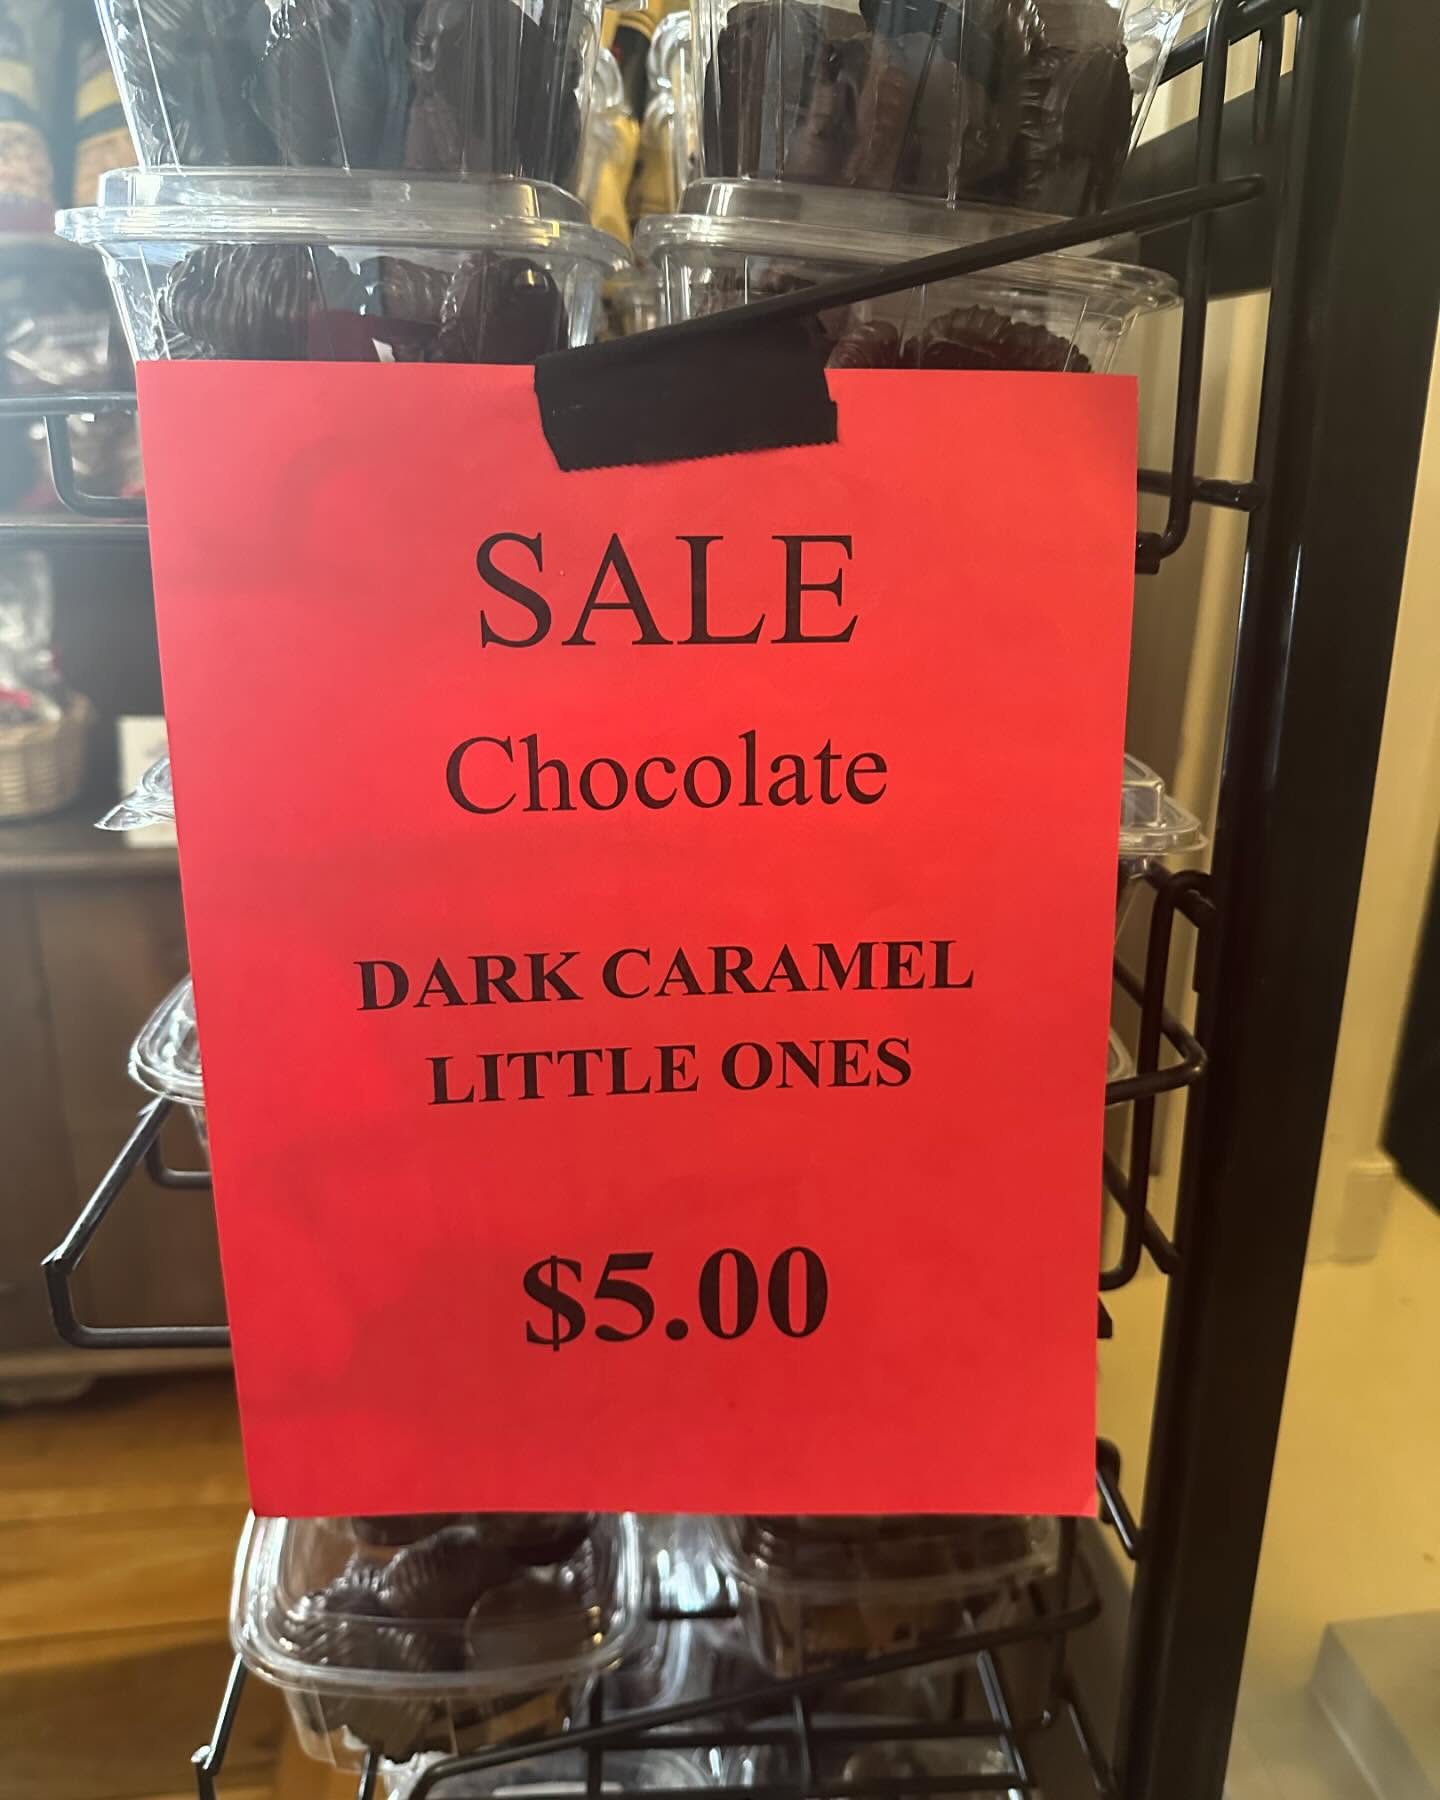 SALE
Chocolate
DARK CARAMEL
LITTLE ONES
$5.00